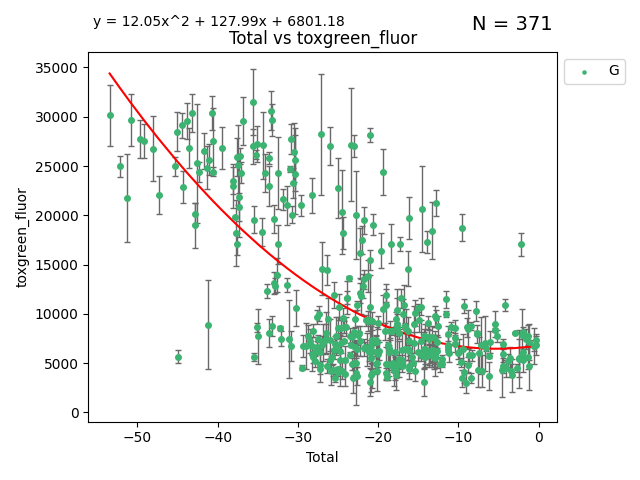 y = 12.05x^2 + 127.99x + 6801.18
N = 371
Total vs toxgreen_fluor
G
35000
30000
25000
20000
15000
10000
5000
0
toxgreen_fluor
−50 −40 −30 −20 −10 0
Total